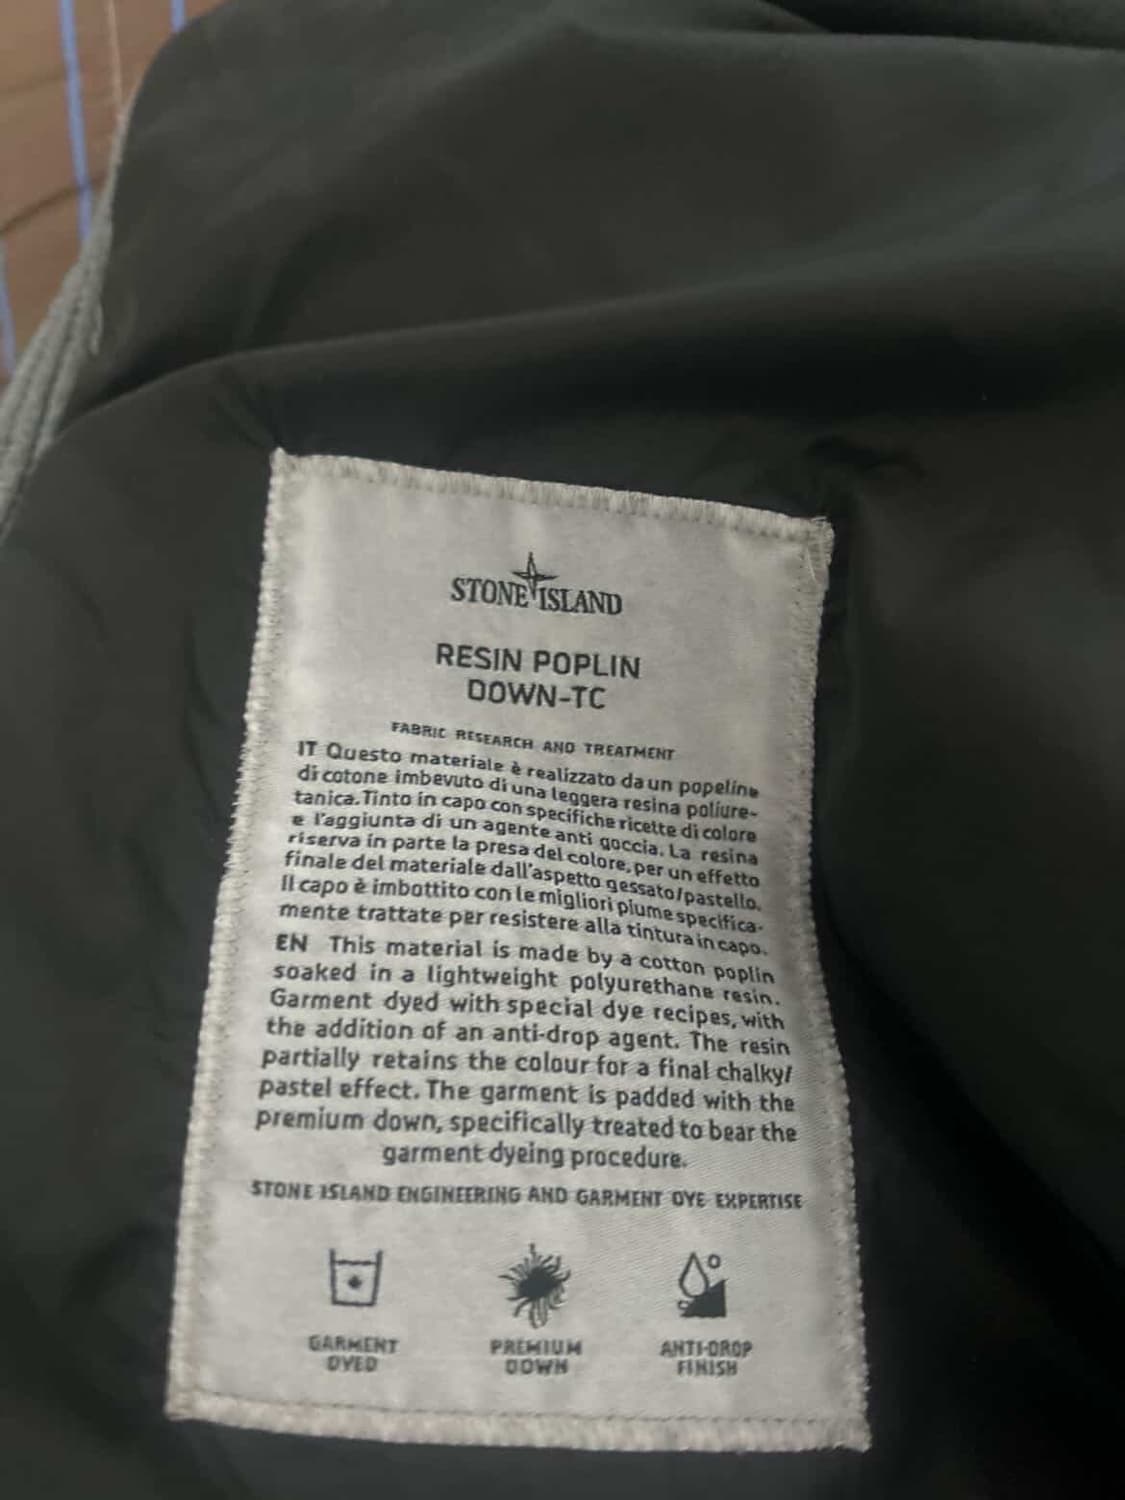 STONE ISLAND
RESIN POPLIN
DOWN-TC
FABRIC RESEARCH AND TREATMENT
IT Questo materiale è realizzato da un popeline
di cotone imbevuto di una leggera resina poliure-
tanica. Tinto in capo con specifiche ricette di colore
e l'aggiunta di un agente anti goccia. La resina
riserva in parte la presa del colore, per un effetto
finale del materiale dall'aspetto gessato/pastello.
Il capo è imbottito con le migliori piume specifica-
mente trattate per resistere alla tintura in capo.
EN This material is made by a cotton poplin
soaked in a lightweight polyurethane resin.
Garment dyed with special dye recipes, with
the addition of an anti-drop agent. The resin
partially retains the colour for a final chalky/
pastel effect. The garment is padded with the
premium down, specifically treated to bear the
garment dyeing procedure.
STONE ISLAND ENGINEERING AND GARMENT DYE EXPERTISE
GARMENT DYED
PREMIUM DOWN
ANTI-DROP FINISH